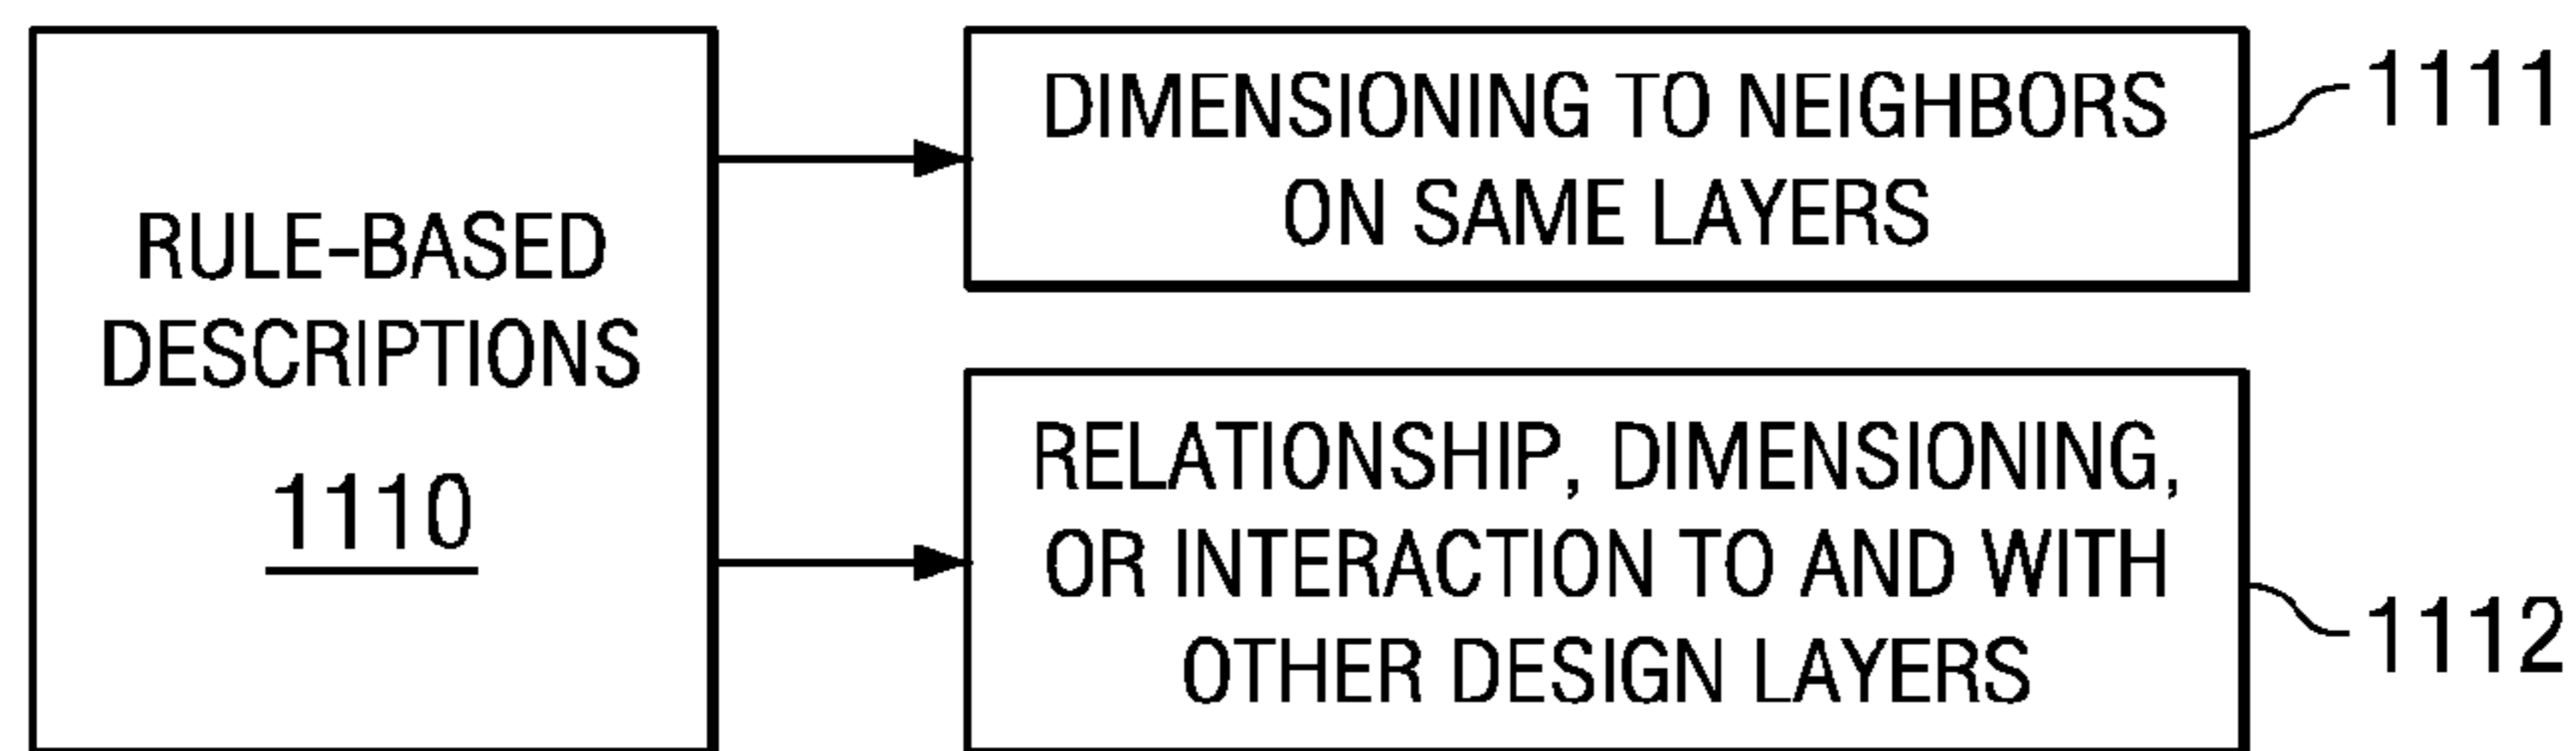 RULE-BASED
DESCRIPTIONS
1110
DIMENSIONING TO NEIGHBORS
ON SAME LAYERS
1111
RELATIONSHIP, DIMENSIONING,
OR INTERACTION TO AND WITH
OTHER DESIGN LAYERS
1112